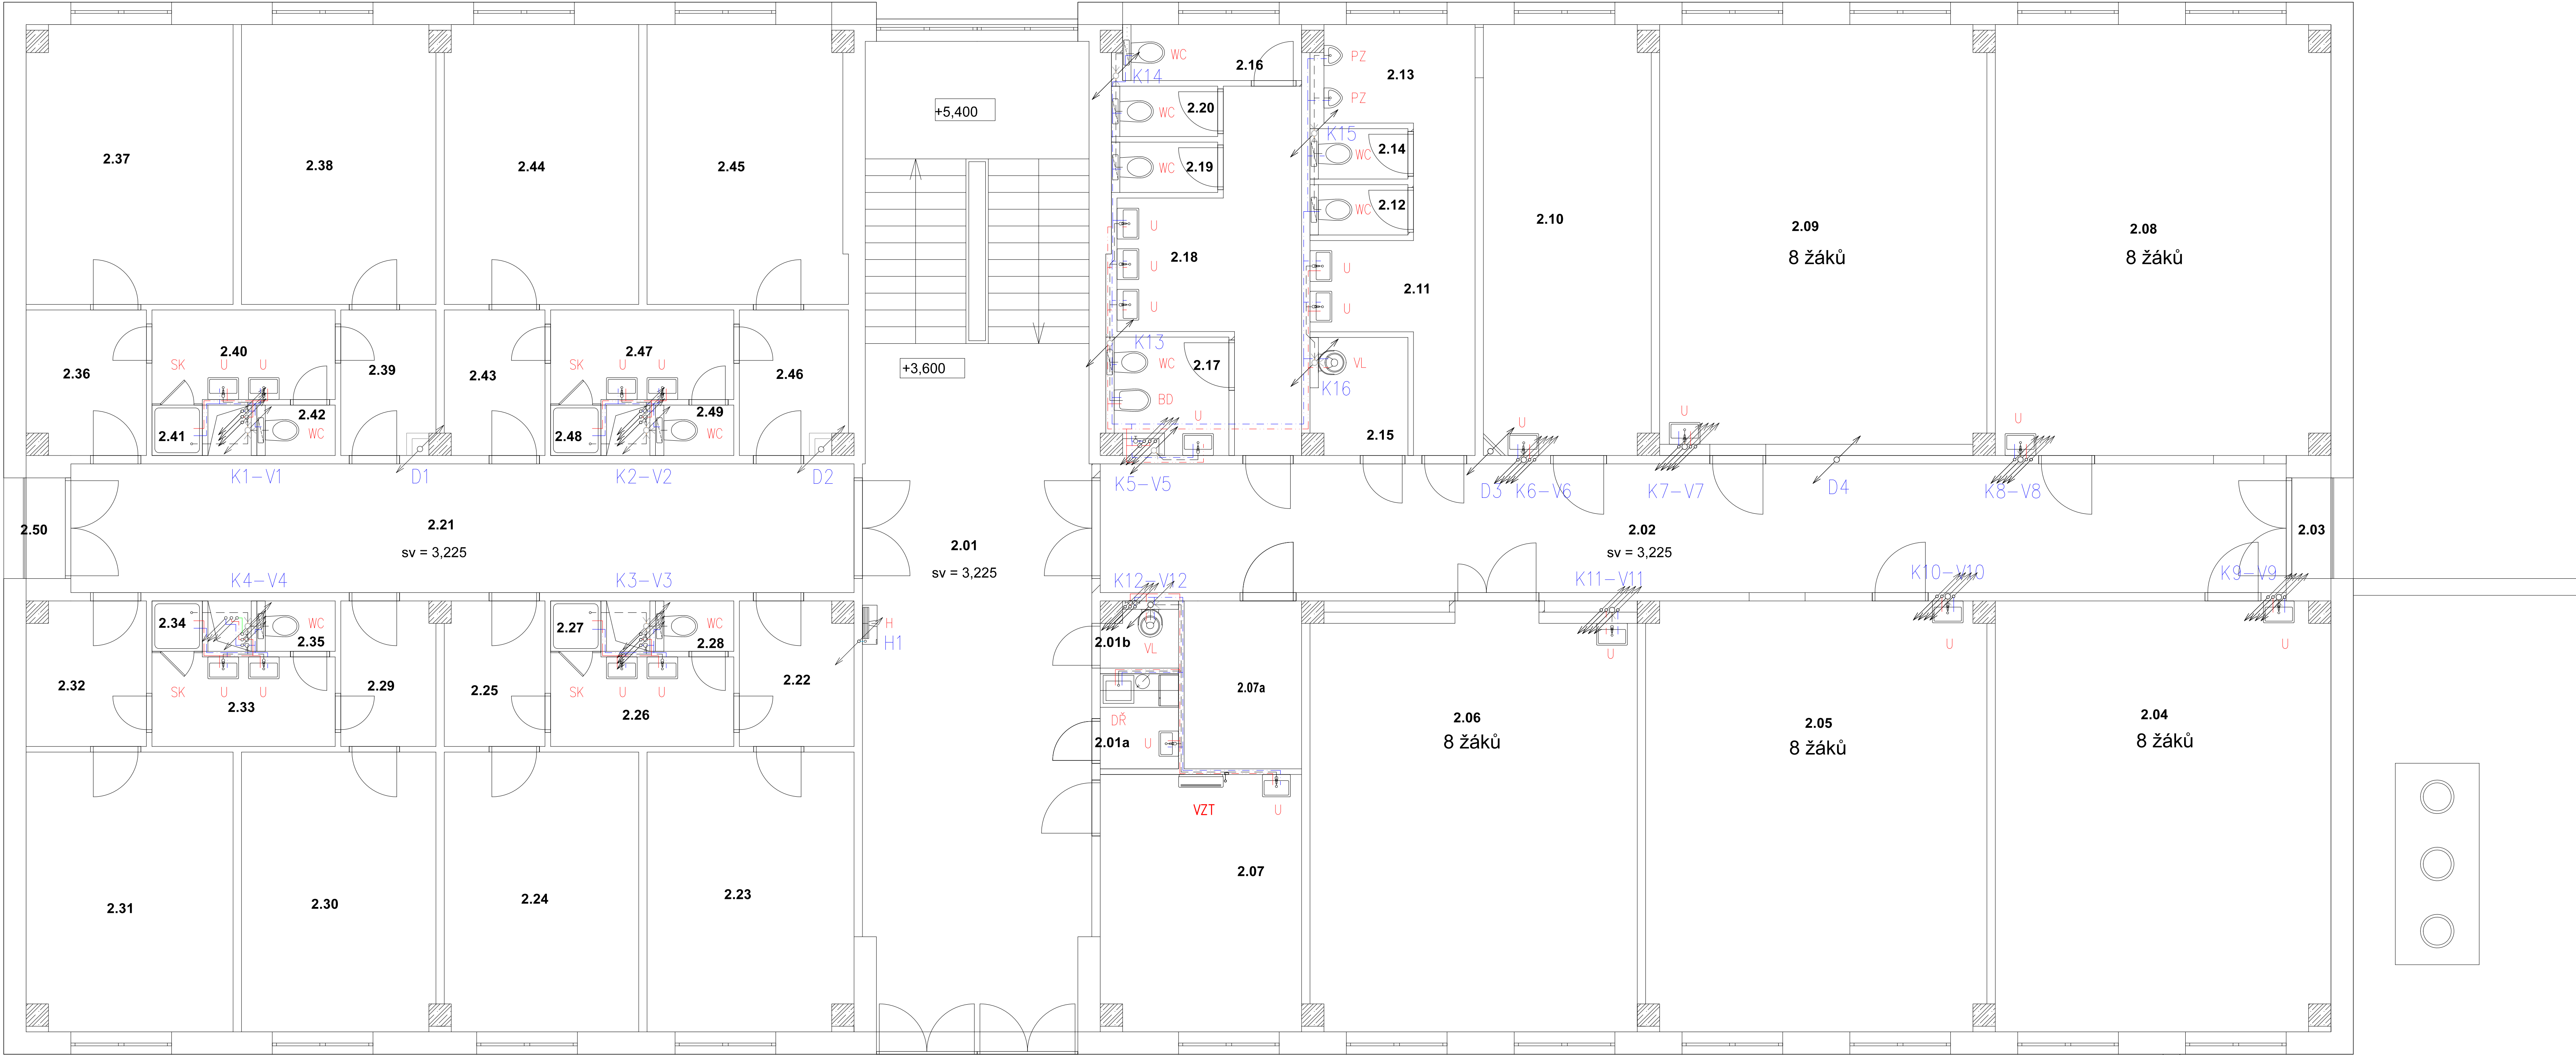 WC
2.16
PZ
2.13
K14
PZ
+5,400
WC
2.20
K15
2.14
WC
2.37
2.38
2.44
2.45
WC
2.19
2.12
WC
2.10
2.09
2.08
U
8 žáků
8 žáků
2.18
U
U
2.11
U
U
K13
2.40
2.47
SK
U
U
SK
U
U
+3,600
WC
2.17
VL
2.36
2.39
2.43
2.46
K16
BD
2.42
2.49
U
U
U
U
2.41
WC
2.48
WC
2.15
K1-V1
D1
K2-V2
D2
K5-V5
D3
K6-V6
K7-V7
D4
K8-V8
2.50
2.21
2.01
2.02
2.03
sv = 3,225
sv = 3,225
sv = 3,225
K4-V4
K3-V3
K12-V12
K11-V11
K10-V10
K9-V9
2.34
WC
2.27
WC
H
2.35
2.28
H1
2.01b
VL
U
U
U
2.32
2.29
2.25
2.22
2.07a
SK
U
U
SK
U
U
2.33
2.26
DŘ
2.06
2.05
2.04
2.01a
U
8 žáků
8 žáků
8 žáků
VZT
U
2.07
2.31
2.30
2.24
2.23